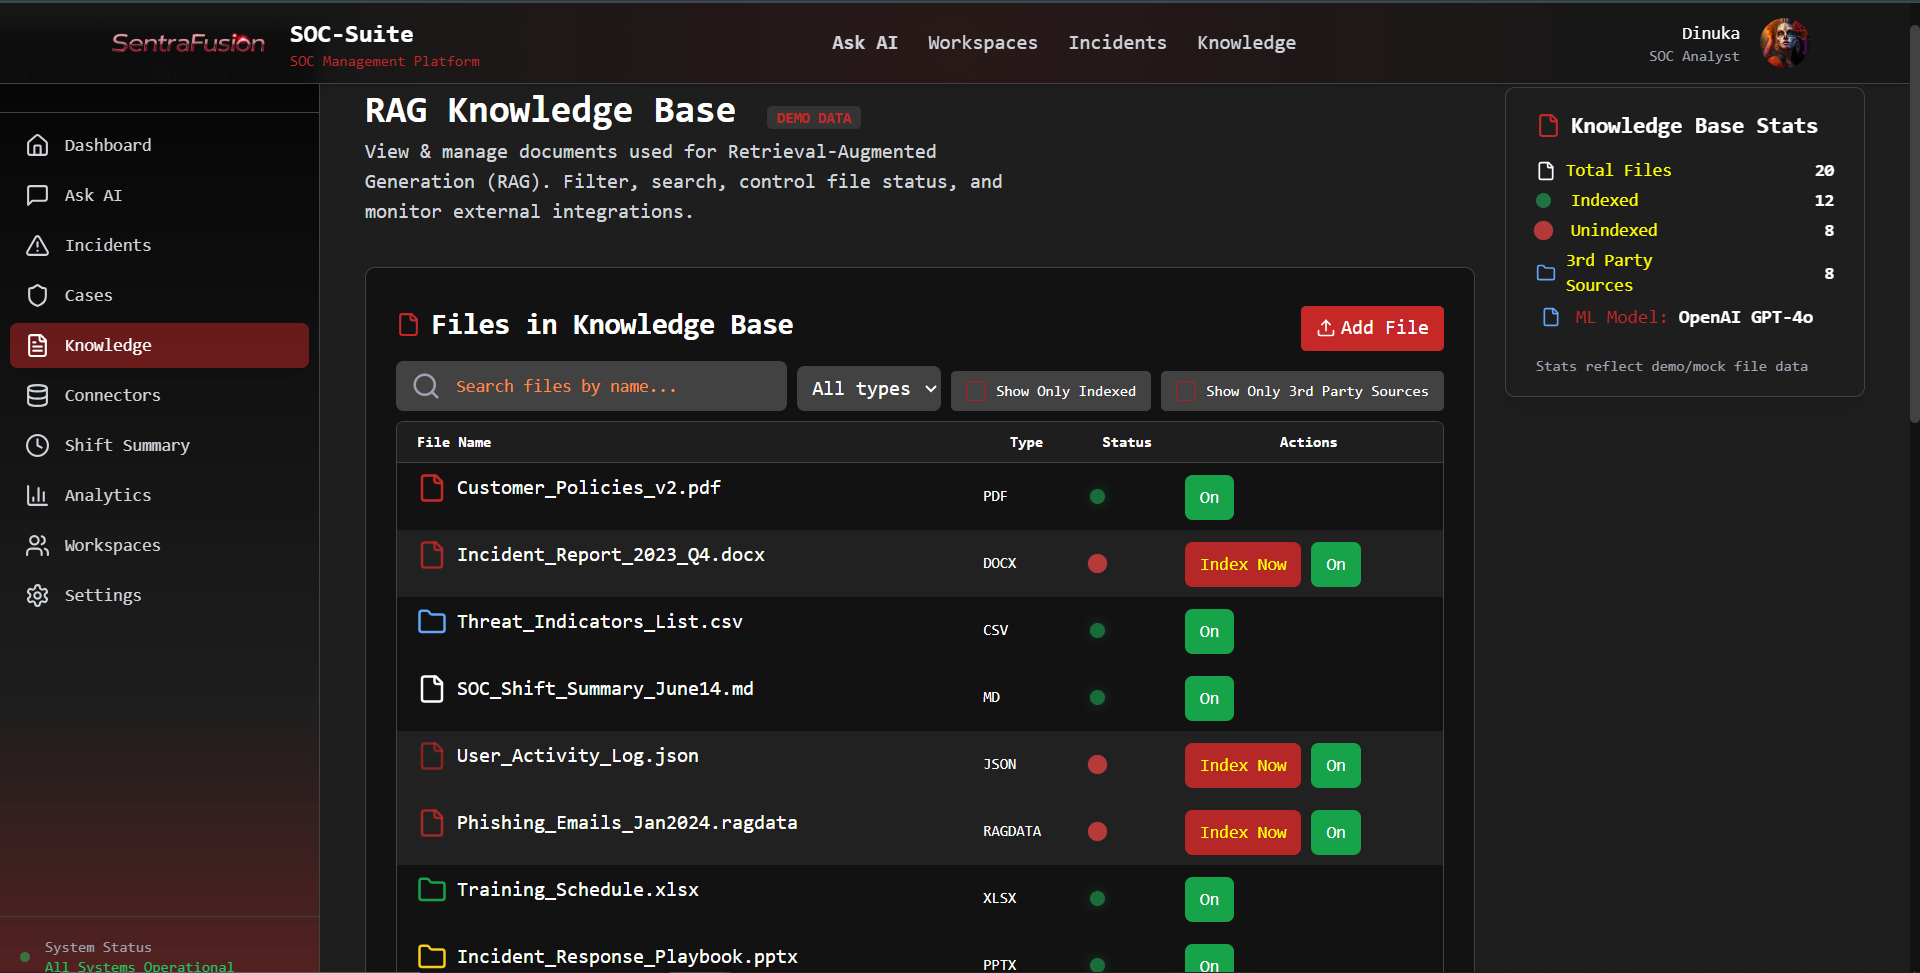 SentraFusion
SOC-Suite
SOC Management Platform
Ask AI
Workspaces
Incidents
Knowledge
Dinuka
SOC Analyst
Dashboard
Ask AI
Incidents
Cases
Knowledge
Connectors
Shift Summary
Analytics
Workspaces
Settings
System Status
All Systems Operational
RAG Knowledge Base
DEMO DATA
View & manage documents used for Retrieval-Augmented
Generation (RAG). Filter, search, control file status, and
monitor external integrations.
Files in Knowledge Base
Add File
Search files by name...
All types
Show Only Indexed
Show Only 3rd Party Sources
File Name Type Status Actions
Customer_Policies_v2.pdf PDF On
Incident_Report_2023_Q4.docx DOCX Index Now On
Threat_Indicators_List.csv CSV On
SOC_Shift_Summary_June14.md MD On
User_Activity_Log.json JSON Index Now On
Phishing_Emails_Jan2024.ragdata RAGDATA Index Now On
Training_Schedule.xlsx XLSX On
Incident_Response_Playbook.pptx PPTX On
Knowledge Base Stats
Total Files 20
Indexed 12
Unindexed 8
3rd Party
Sources 8
ML Model: OpenAI GPT-4o
Stats reflect demo/mock file data